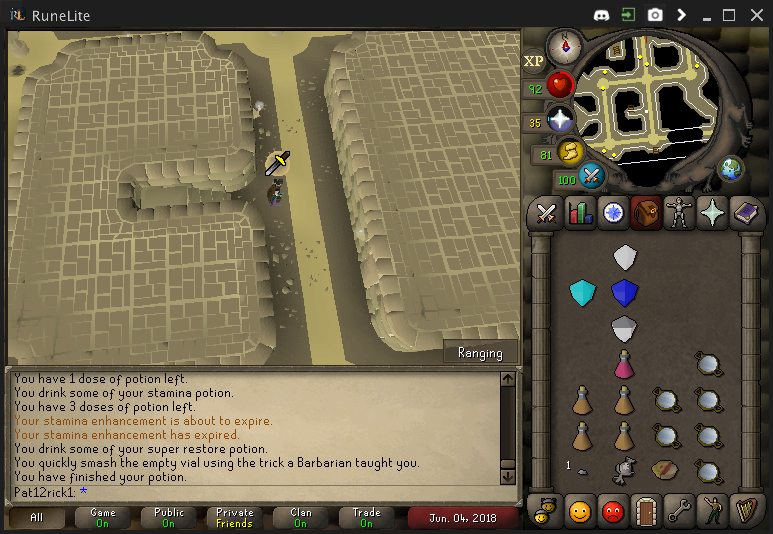 RuneLite
XP
92
35
81
100
Ranging
You have 1 dose of potion left.
You drink some of your stamina potion.
You have 3 doses of potion left.
Your stamina enhancement is about to expire.
Your stamina enhancement has expired.
You drink some of your super restore potion.
You quickly smash the empty vial using the trick a Barbarian taught you.
You have finished your potion.
Pat12rick1: *
1
All
Game
On
Public
On
Private
Friends
Clan
On
Trade
On
Jun. 04, 2018